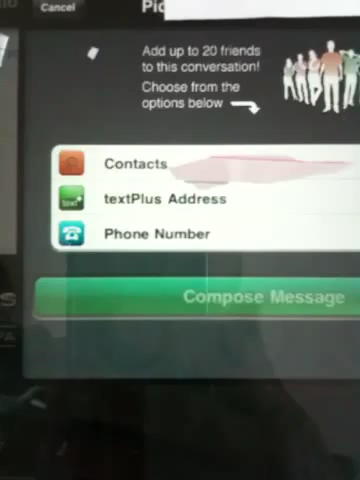 Cancel
Add up to 20 friends
to this conversation!
Choose from the
options below
Contacts
textPlus Address
Phone Number
Compose Message